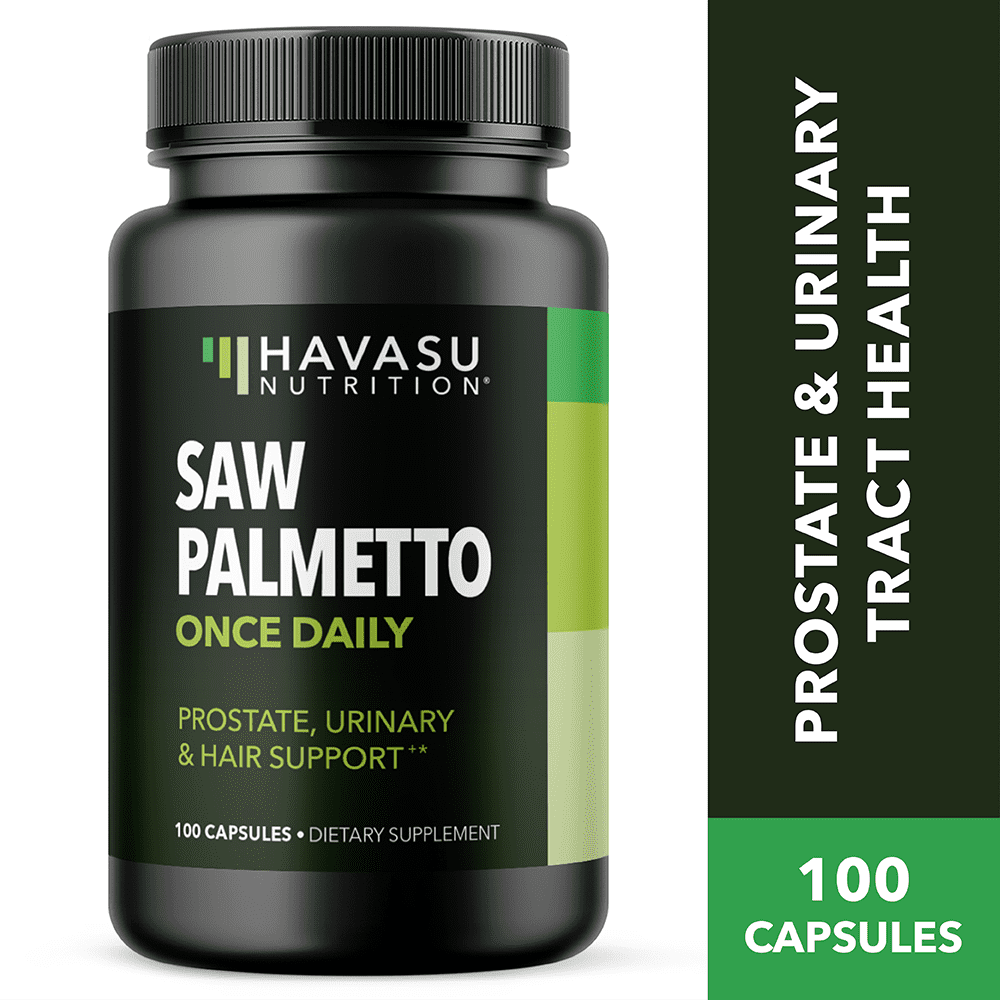 HAVASU
NUTRITION®
SAW
PALMETTO
ONCE DAILY
PROSTATE, URINARY
& HAIR SUPPORT⁺*
100 CAPSULES • DIETARY SUPPLEMENT
PROSTATE & URINARY
TRACT HEALTH
100
CAPSULES